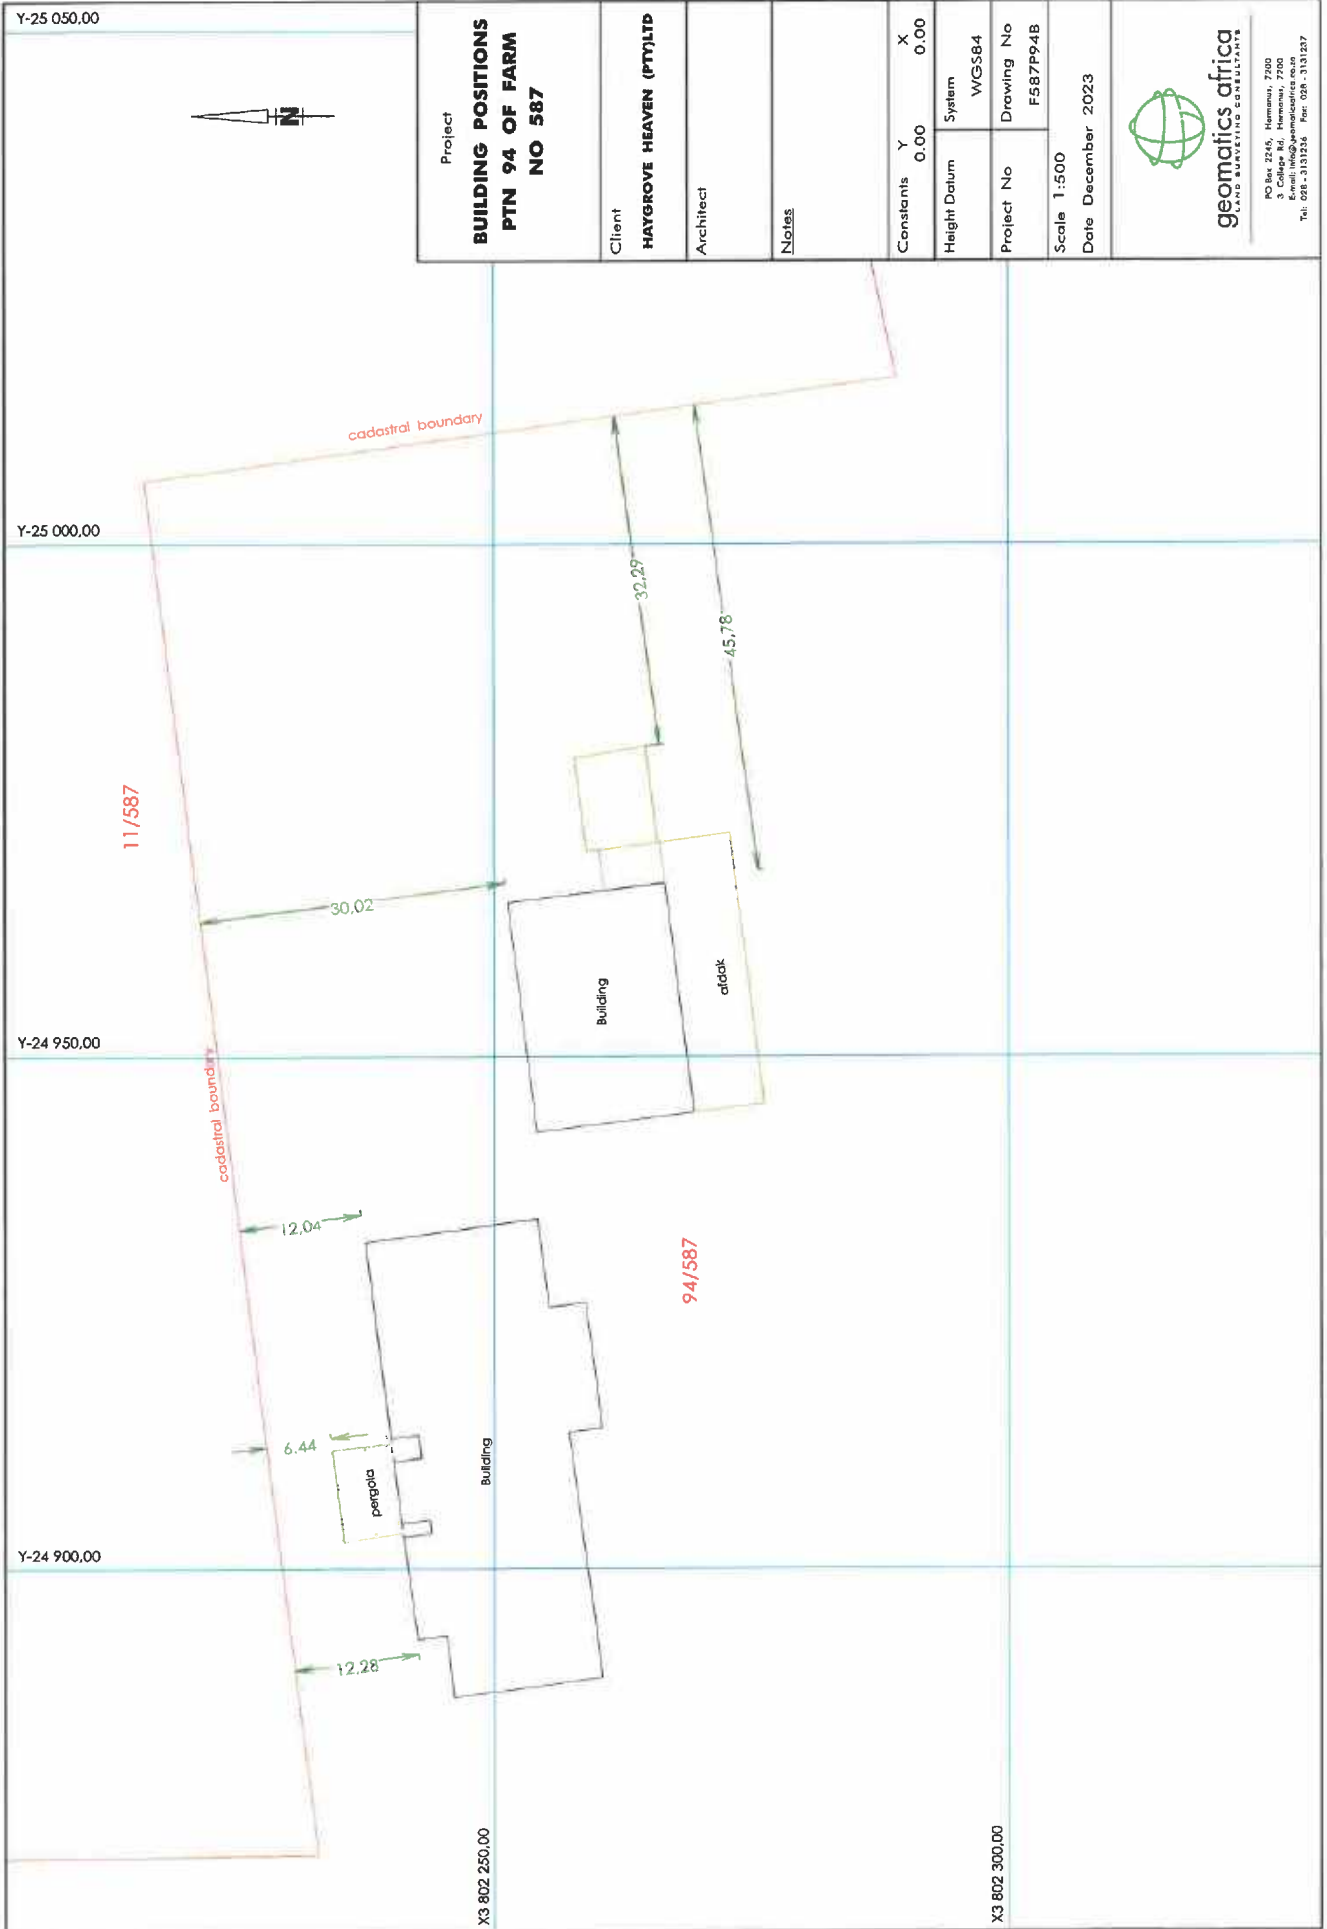 Y-25 050,00
N
Y-25 000,00
Y-24 950,00
Y-24 900,00
X3 802 250,00
X3 802 300,00
cadastral boundary
cadastral boundary
11/587
94/587
32,29
45,78
30,02
12,04
6.44
12,28
Building
afdak
Building
pergola
Project
BUILDING POSITIONS
PTN 94 OF FARM
NO 587
Client
HAYGROVE HEAVEN (PTY)LTD
Architect
Notes
Constants Y X
0.00 0.00
Height Datum System
WGS84
Project No Drawing No
F587P94B
Scale 1:500
Date December 2023
geomatics africa
LAND SURVEYING CONSULTANTS
PO Box 2245, Hermanus, 7200
3 College Rd, Hermanus, 7200
E-mail: info@geomaticsafrica.co.za
Tel: 028 - 3131236 Fax: 028 - 3131237